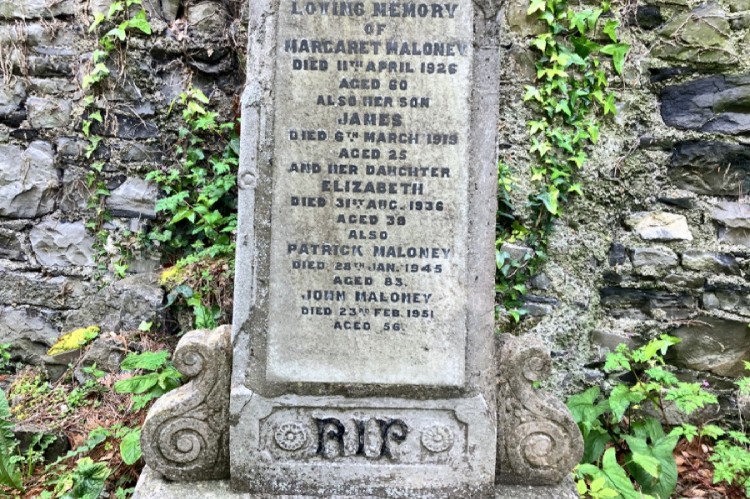 LOVING MEMORY
OF
MARGARET MALONEY
DIED 11TH APRIL 1926
AGED 60
ALSO HER SON
JAMES
DIED 6TH MARCH 1919
AGED 25
AND HER DAUGHTER
ELIZABETH
DIED 31ST AUG. 1936
AGED 39
ALSO
PATRICK MALONEY
DIED 28TH JAN. 1945
AGED 83.
JOHN MALONEY
DIED 23RD FEB. 1951
AGED 56.
RIP